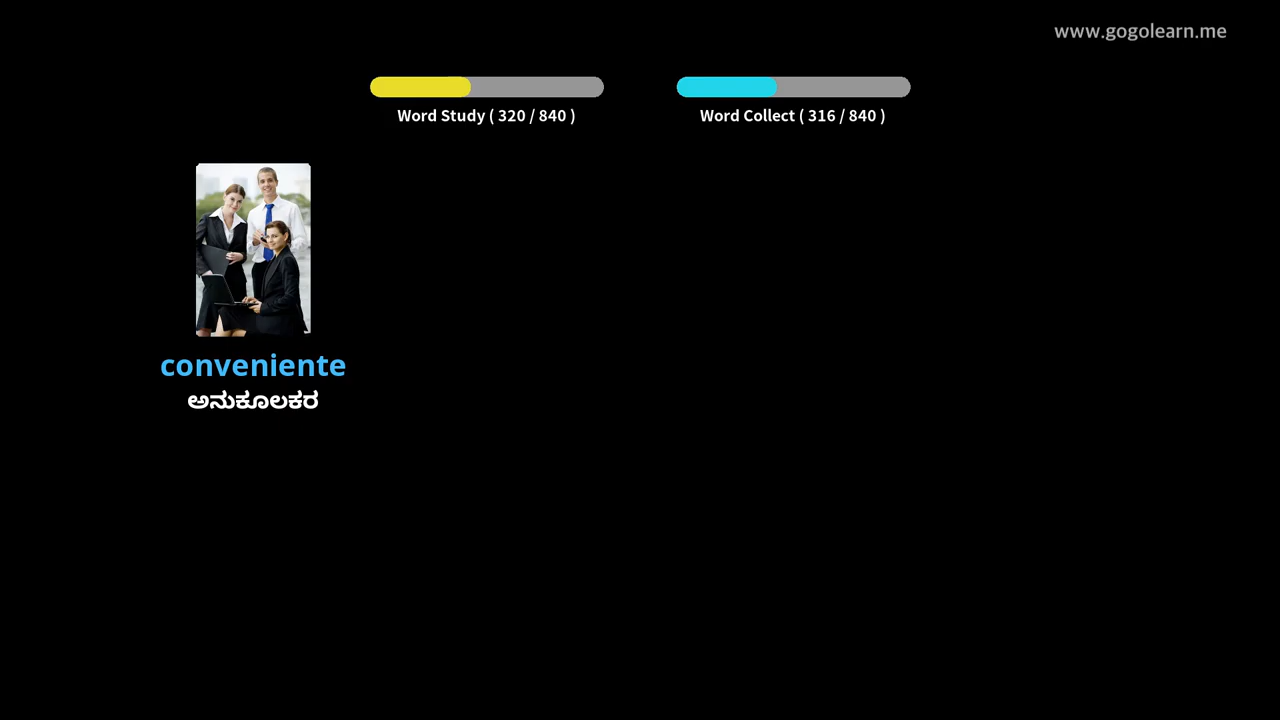 www.gogolearn.me
Word Study ( 320 / 840 )
Word Collect ( 316 / 840 )
conveniente
ಅನುಕೂಲಕರ